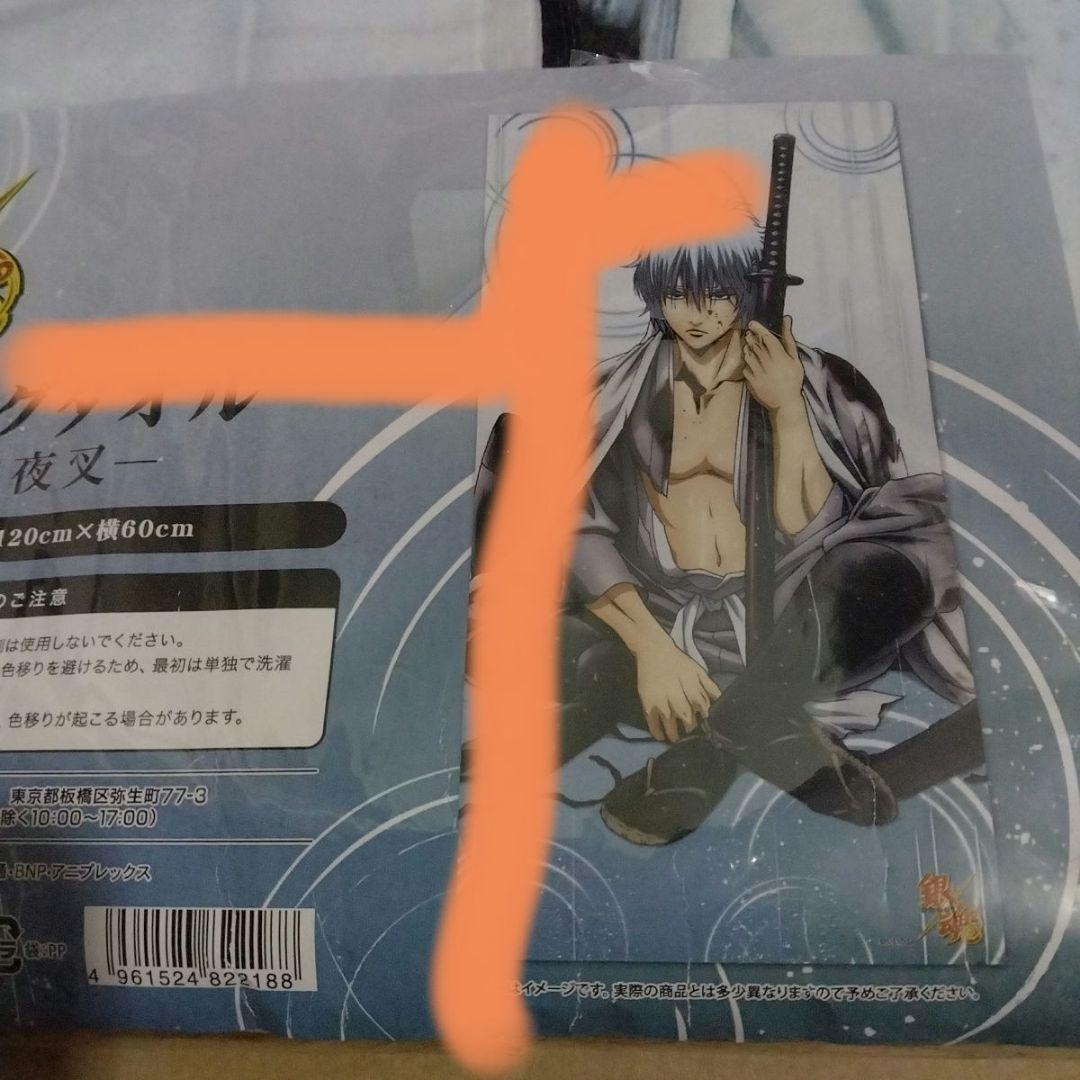 夜叉―
120cm×横60cm
のご注意
は使用しないでください。
色移りを避けるため、最初は単独で洗濯
色移りが起こる場合があります。
東京都板橋区弥生町77-3
除く10:00〜17:00)
・BNP・アニプレックス
袋:PP
4 961524 822188
銀魂
はイメージです。実際の商品とは多少異なりますので予めご了承ください。